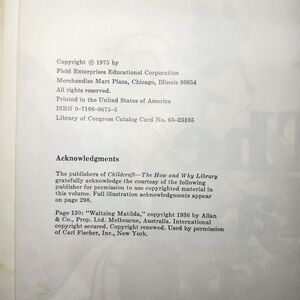 Copyright © 1975 by
Field Enterprises Educational Corporation
Merchandise Mart Plaza, Chicago, Illinois 60654
All rights reserved.
Printed in the United States of America
ISBN 0-7166-0675-5
Library of Congress Catalog Card No. 65-25105
Acknowledgments
The publishers of Childcraft—The How and Why Library
gratefully acknowledge the courtesy of the following
publisher for permission to use copyrighted material in
this volume. Full illustration acknowledgments appear
on page 298.
Page 130: "Waltzing Matilda," copyright 1936 by Allan
& Co., Prop. Ltd. Melbourne, Australia. International
copyright secured. Copyright renewed. Used by permission
of Carl Fischer, Inc., New York.